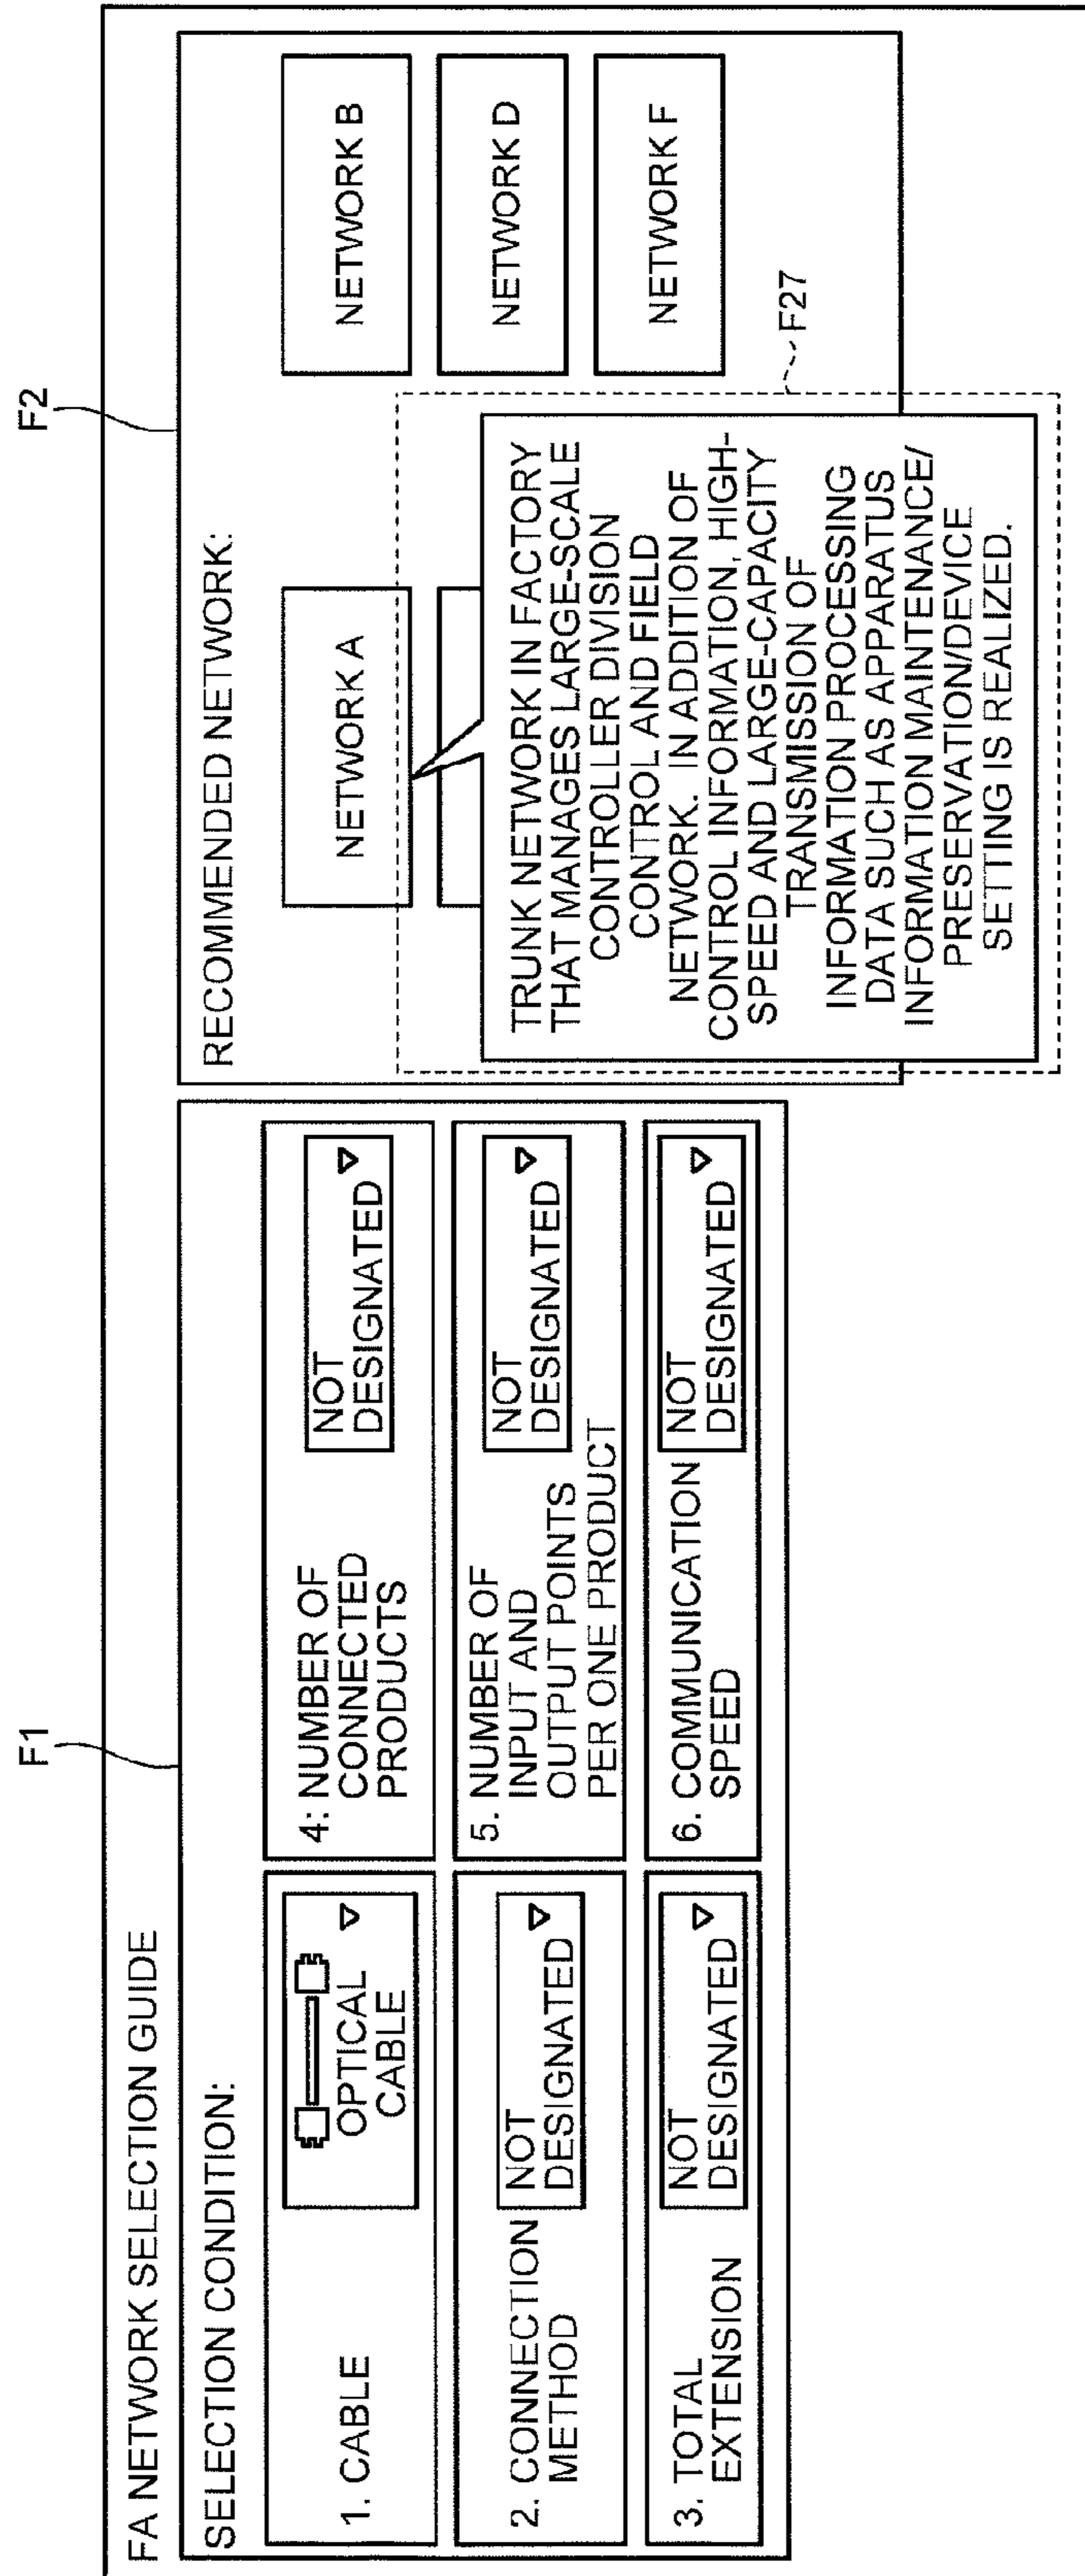 F1
F2
FA NETWORK SELECTION GUIDE
SELECTION CONDITION:
1. CABLE
OPTICAL
CABLE
2. CONNECTION
METHOD
NOT
DESIGNATED
3. TOTAL
EXTENSION
NOT
DESIGNATED
4: NUMBER OF
CONNECTED
PRODUCTS
NOT
DESIGNATED
5. NUMBER OF
INPUT AND
OUTPUT POINTS
PER ONE PRODUCT
NOT
DESIGNATED
6. COMMUNICATION
SPEED
NOT
DESIGNATED
RECOMMENDED NETWORK:
NETWORK A
NETWORK B
NETWORK D
NETWORK F
TRUNK NETWORK IN FACTORY
THAT MANAGES LARGE-SCALE
CONTROLLER DIVISION
CONTROL AND FIELD
NETWORK. IN ADDITION OF
CONTROL INFORMATION, HIGH-
SPEED AND LARGE-CAPACITY
TRANSMISSION OF
INFORMATION PROCESSING
DATA SUCH AS APPARATUS
INFORMATION MAINTENANCE/
PRESERVATION/DEVICE
SETTING IS REALIZED.
F27